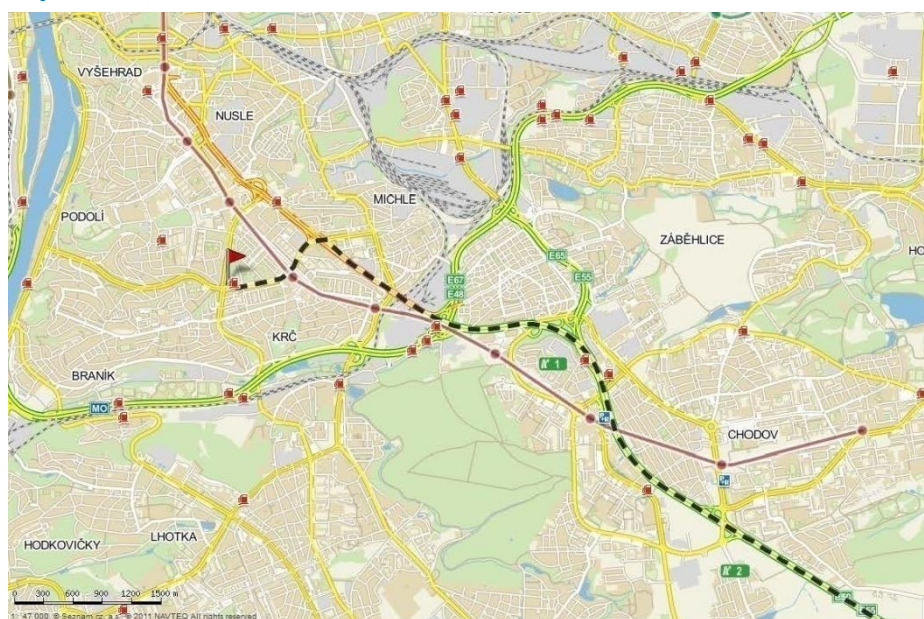 VYŠEHRAD
NUSLE
MICHLE
PODOLÍ
ZÁBĚHLICE
E65
E67
E55
E48
KRČ
1
BRANÍK
MO
CHODOV
LHOTKA
HODKOVIČKY
2
0 300 600 900 1200 1500 m
1 : 47 000, © Seznam cz, a.s., © 2011 NAVTEQ All rights reserved